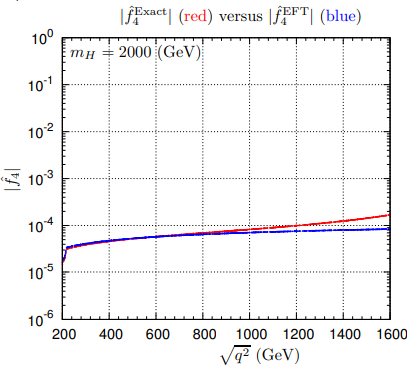 |f̂₄^Exact| (red) versus |f̂₄^EFT| (blue)
10⁰
m_H = 2000 (GeV)
10⁻¹
10⁻²
10⁻³
|f̂₄|
10⁻⁴
10⁻⁵
10⁻⁶
200 400 600 800 1000 1200 1400 1600
√q² (GeV)